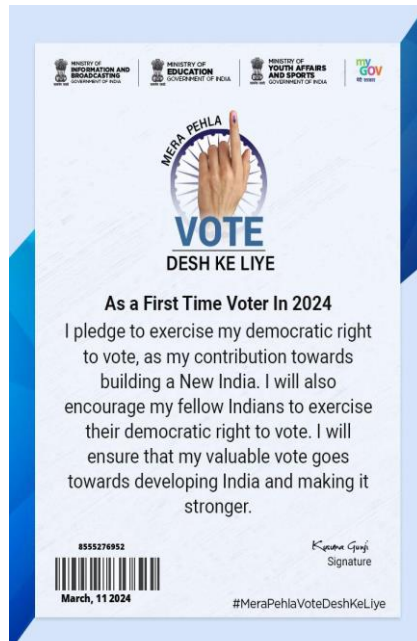 MINISTRY OF
INFORMATION AND
BROADCASTING
GOVERNMENT OF INDIA
MINISTRY OF
EDUCATION
GOVERNMENT OF INDIA
MINISTRY OF
YOUTH AFFAIRS
AND SPORTS
GOVERNMENT OF INDIA
my
GOV
मेरी सरकार
MERA PEHLA
VOTE
DESH KE LIYE
As a First Time Voter In 2024
I pledge to exercise my democratic right
to vote, as my contribution towards
building a New India. I will also
encourage my fellow Indians to exercise
their democratic right to vote. I will
ensure that my valuable vote goes
towards developing India and making it
stronger.
8555276952
March, 11 2024
Signature
#MeraPehlaVoteDeshKeLiye